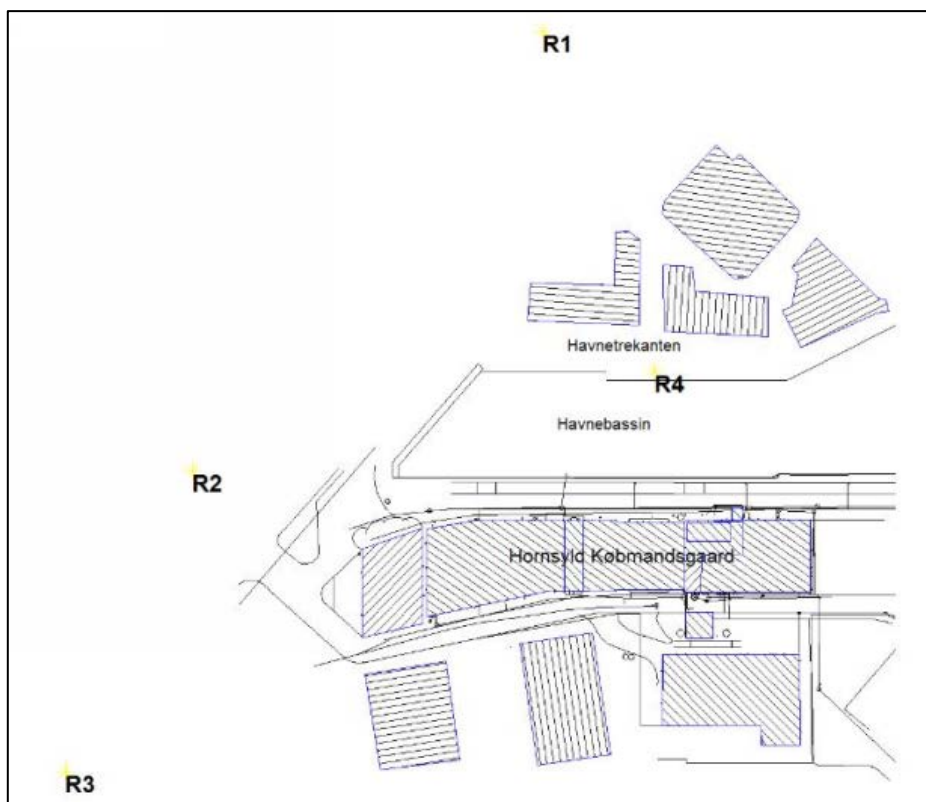 R1
Havnetrekanten
R4
Havnebassin
R2
Hornsyld Købmandsgaard
R3